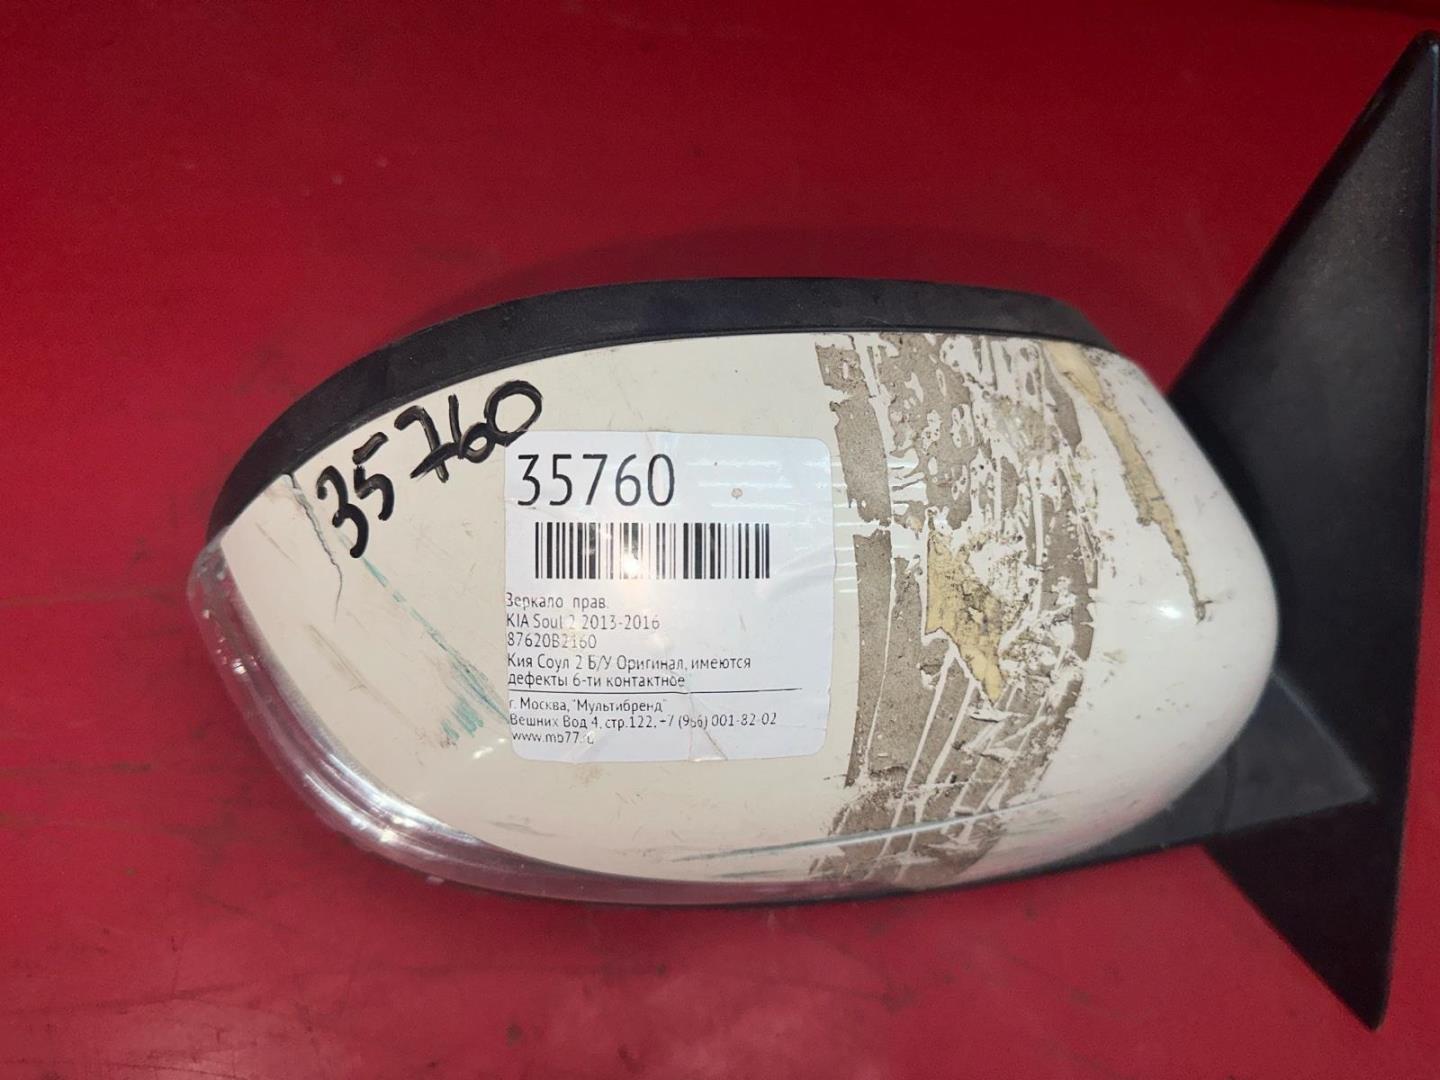 35760
35760
Зеркало прав.
KIA Soul 2 2013-2016
87620B2160
Кия Соул 2 Б/У Оригинал, имеются
дефекты 6-ти контактное
г. Москва, "Мультибренд"
Вешних Вод 4, стр.122, +7 (966) 001-82-02
www.mb77.ru